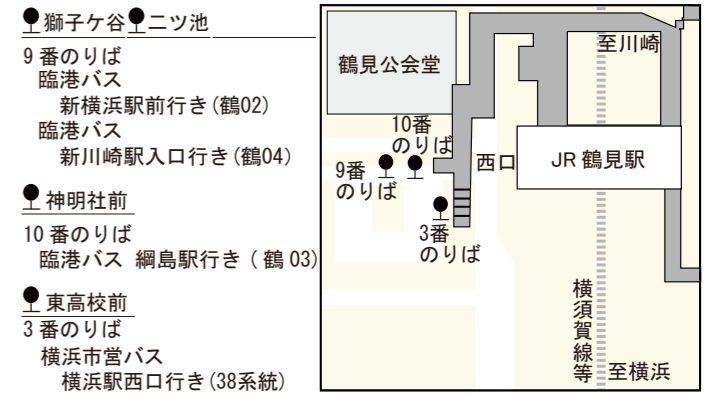 獅子ケ谷 二ツ池
9番のりば
臨港バス
新横浜駅前行き(鶴02)
臨港バス
新川崎駅入口行き(鶴04)
神明社前
10番のりば
臨港バス 綱島駅行き(鶴03)
東高校前
3番のりば
横浜市営バス
横浜駅西口行き(38系統)
鶴見公会堂
至川崎
10番
のりば
9番
のりば
西口
JR鶴見駅
3番
のりば
横須賀線等
至横浜